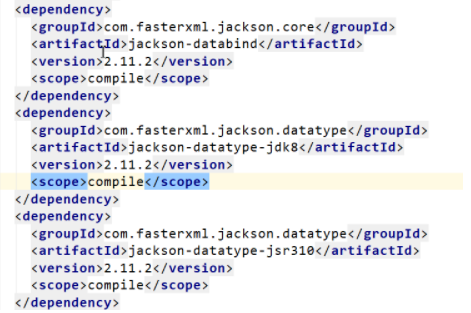 <dependency>
<groupId>com.fasterxml.jackson.core</groupId>
<artifactId>jackson-databind</artifactId>
<version>2.11.2</version>
<scope>compile</scope>
</dependency>
<dependency>
<groupId>com.fasterxml.jackson.datatype</groupId>
<artifactId>jackson-datatype-jdk8</artifactId>
<version>2.11.2</version>
<scope>compile</scope>
</dependency>
<dependency>
<groupId>com.fasterxml.jackson.datatype</groupId>
<artifactId>jackson-datatype-jsr310</artifactId>
<version>2.11.2</version>
<scope>compile</scope>
</dependency>